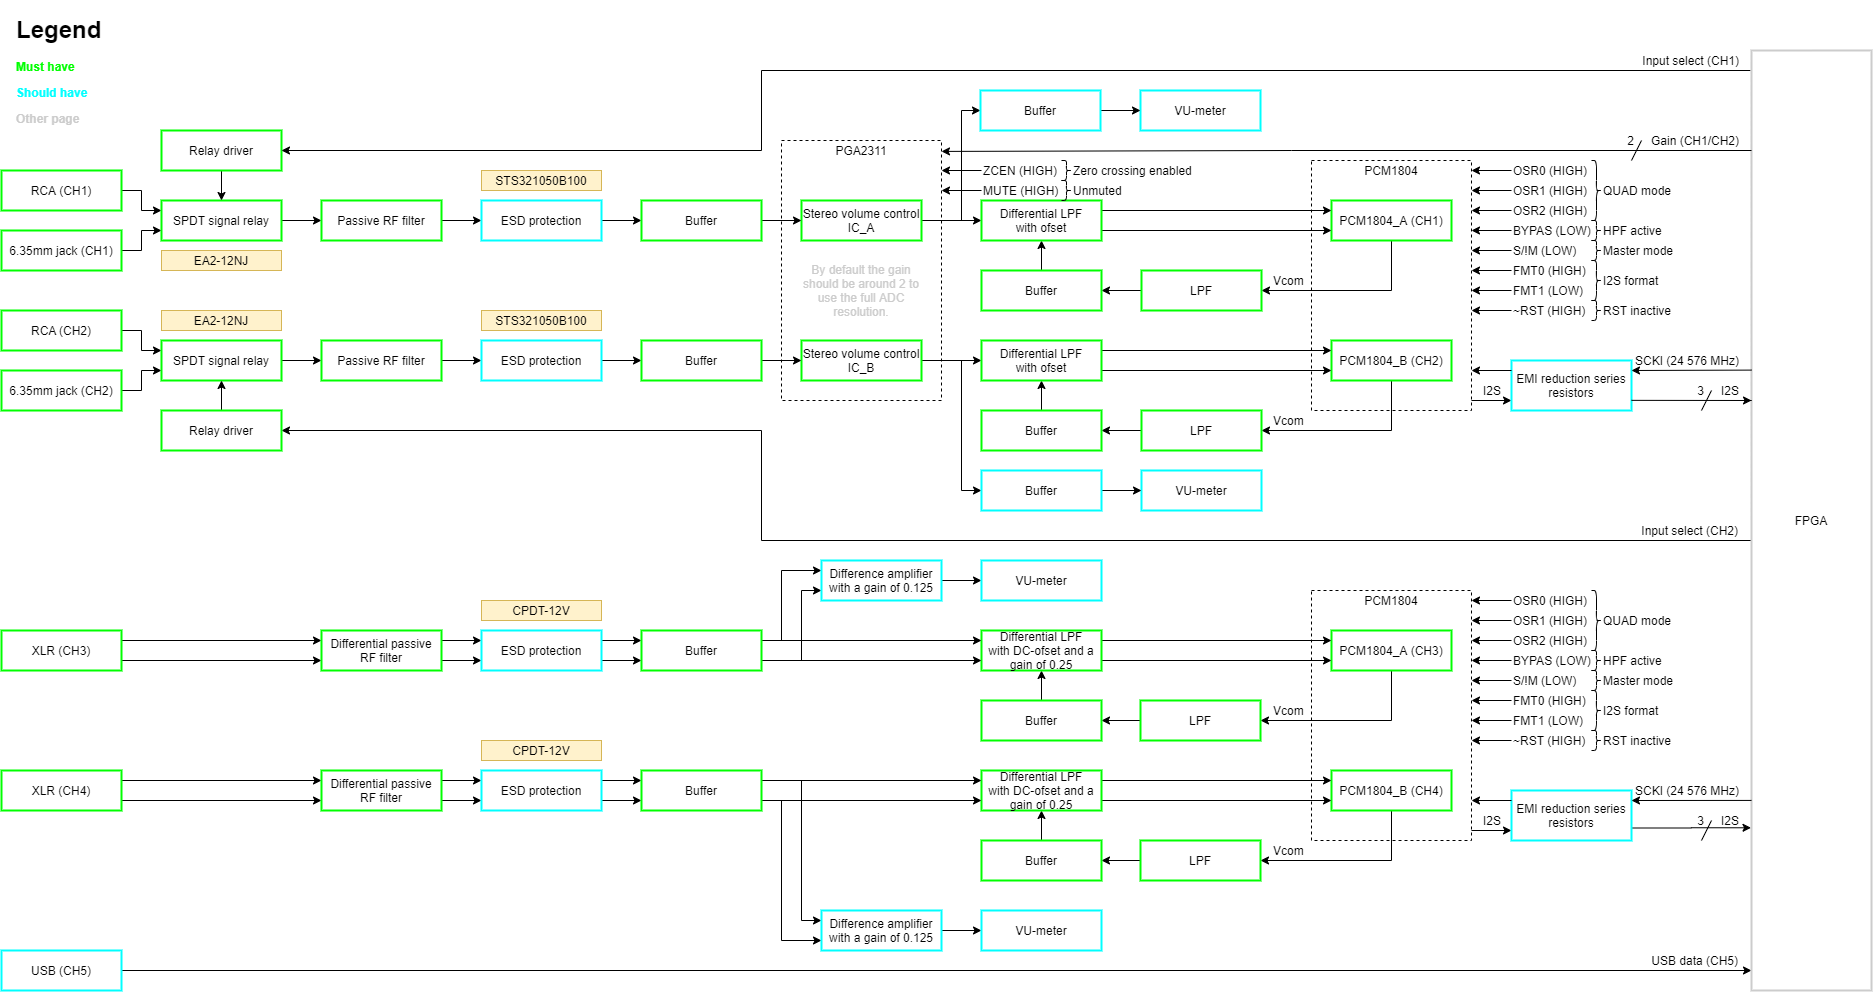 Legend
Must have
Should have
Other page
Input select (CH1)
Buffer
VU-meter
Relay driver
PGA2311
2
Gain (CH1/CH2)
ZCEN (HIGH)
Zero crossing enabled
MUTE (HIGH)
Unmuted
PCM1804
OSR0 (HIGH)
OSR1 (HIGH)
QUAD mode
OSR2 (HIGH)
BYPAS (LOW)
HPF active
S/!M (LOW)
Master mode
FMT0 (HIGH)
I2S format
FMT1 (LOW)
~RST (HIGH)
RST inactive
RCA (CH1)
6.35mm jack (CH1)
SPDT signal relay
EA2-12NJ
Passive RF filter
STS321050B100
ESD protection
Buffer
Stereo volume control
IC_A
Differential LPF
with ofset
PCM1804_A (CH1)
By default the gain
should be around 2 to
use the full ADC
resolution.
Buffer
LPF
Vcom
RCA (CH2)
6.35mm jack (CH2)
EA2-12NJ
SPDT signal relay
Relay driver
Passive RF filter
STS321050B100
ESD protection
Buffer
Stereo volume control
IC_B
Differential LPF
with ofset
PCM1804_B (CH2)
Buffer
LPF
Vcom
I2S
EMI reduction series
resistors
SCKI (24 576 MHz)
3
I2S
Buffer
VU-meter
FPGA
Input select (CH2)
Difference amplifier
with a gain of 0.125
VU-meter
PCM1804
OSR0 (HIGH)
OSR1 (HIGH)
QUAD mode
OSR2 (HIGH)
BYPAS (LOW)
HPF active
S/!M (LOW)
Master mode
FMT0 (HIGH)
I2S format
FMT1 (LOW)
~RST (HIGH)
RST inactive
XLR (CH3)
Differential passive
RF filter
CPDT-12V
ESD protection
Buffer
Differential LPF
with DC-ofset and a
gain of 0.25
PCM1804_A (CH3)
Buffer
LPF
Vcom
XLR (CH4)
Differential passive
RF filter
CPDT-12V
ESD protection
Buffer
Differential LPF
with DC-ofset and a
gain of 0.25
PCM1804_B (CH4)
I2S
EMI reduction series
resistors
SCKI (24 576 MHz)
3
I2S
Buffer
LPF
Vcom
Difference amplifier
with a gain of 0.125
VU-meter
USB (CH5)
USB data (CH5)